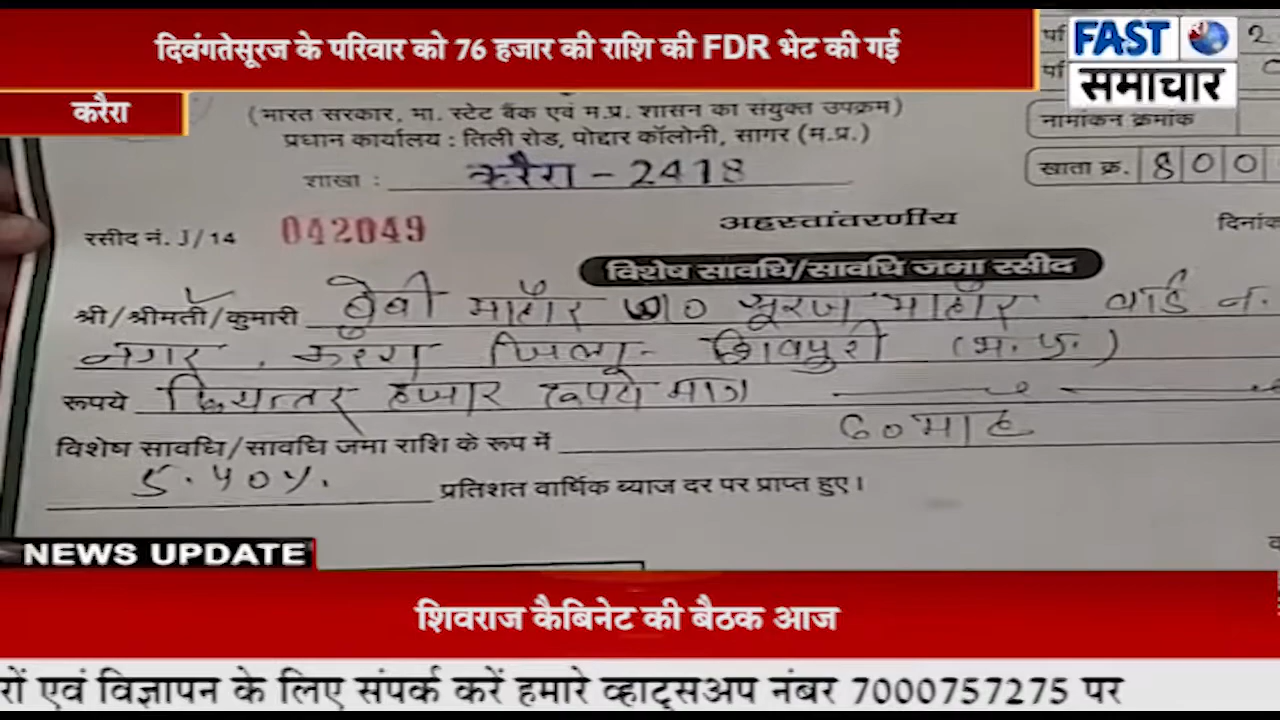 दिवंगतेसूरज के परिवार को 76 हजार की राशि की FDR भेट की गई
FAST
समाचार
करैरा
(भारत सरकार, भा. स्टेट बैंक एवं म.प्र. शासन का संयुक्त उपक्रम)
प्रधान कार्यालय : तिली रोड, पोद्दार कॉलोनी, सागर (म.प्र.)
नामांकन क्रमांक
शाखा : करैरा - 2418
खाता क्र. 800
रसीद नं. J/14 042049
अहस्तांतरणीय
दिनांक
विशेष सावधि/सावधि जमा रसीद
श्री/श्रीमती/कुमारी बेबी माहौर W/O सूरज माहौर वार्ड न.
नगर, करैरा जिला - शिवपुरी (म.प्र.)
रूपये छियत्तर हजार रूपये मात्र
विशेष सावधि/सावधि जमा राशि के रूप में 60 माह
5.40%. प्रतिशत वार्षिक ब्याज दर पर प्राप्त हुए।
NEWS UPDATE
शिवराज कैबिनेट की बैठक आज
रों एवं विज्ञापन के लिए संपर्क करें हमारे व्हाट्सअप नंबर 7000757275 पर